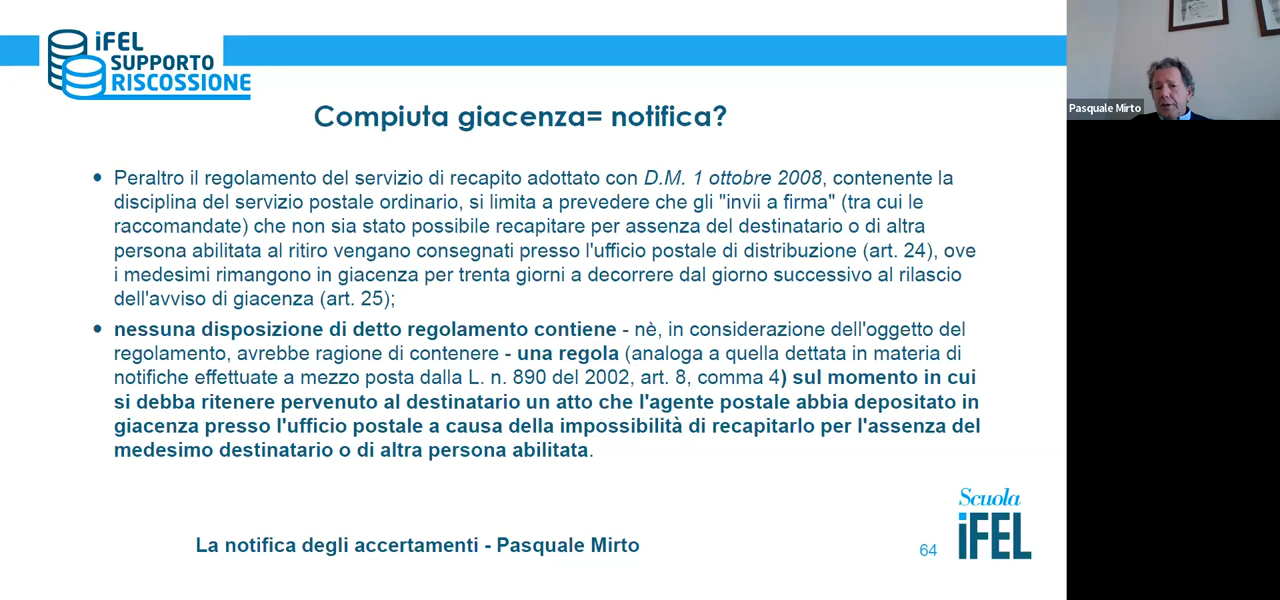 iFEL
SUPPORTO
RISCOSSIONE
Compiuta giacenza= notifica?
• Peraltro il regolamento del servizio di recapito adottato con D.M. 1 ottobre 2008, contenente la
disciplina del servizio postale ordinario, si limita a prevedere che gli "invii a firma" (tra cui le
raccomandate) che non sia stato possibile recapitare per assenza del destinatario o di altra
persona abilitata al ritiro vengano consegnati presso l'ufficio postale di distribuzione (art. 24), ove
i medesimi rimangono in giacenza per trenta giorni a decorrere dal giorno successivo al rilascio
dell'avviso di giacenza (art. 25);
• nessuna disposizione di detto regolamento contiene - nè, in considerazione dell'oggetto del
regolamento, avrebbe ragione di contenere - una regola (analoga a quella dettata in materia di
notifiche effettuate a mezzo posta dalla L. n. 890 del 2002, art. 8, comma 4) sul momento in cui
si debba ritenere pervenuto al destinatario un atto che l'agente postale abbia depositato in
giacenza presso l'ufficio postale a causa della impossibilità di recapitarlo per l'assenza del
medesimo destinatario o di altra persona abilitata.
La notifica degli accertamenti - Pasquale Mirto
64
Scuola
iFEL
Pasquale Mirto